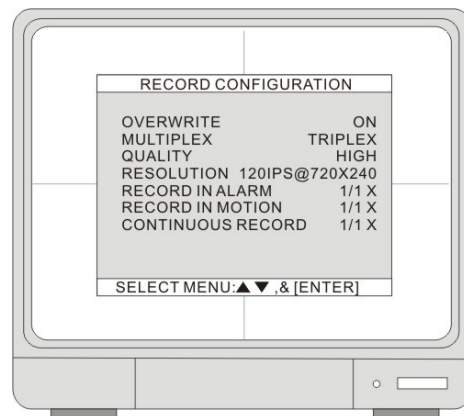 RECORD CONFIGURATION
OVERWRITE ON
MULTIPLEX TRIPLEX
QUALITY HIGH
RESOLUTION 120IPS@720X240
RECORD IN ALARM 1/1 X
RECORD IN MOTION 1/1 X
CONTINUOUS RECORD 1/1 X
SELECT MENU:▲ ▼ ,& [ENTER]